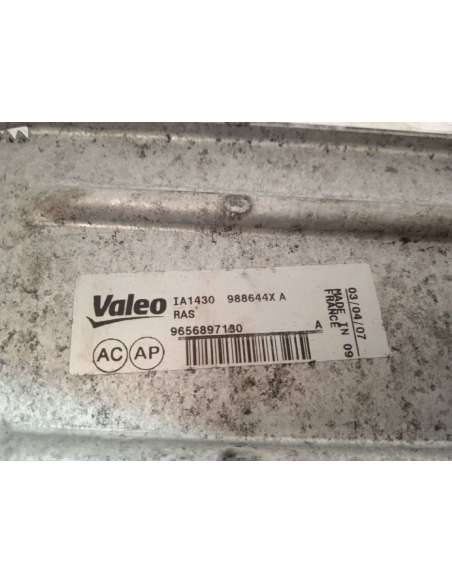 Valeo
IA1430 988644X A
RAS
9656897180 A
AC AP
03/04/07
MADE IN
FRANCE 09